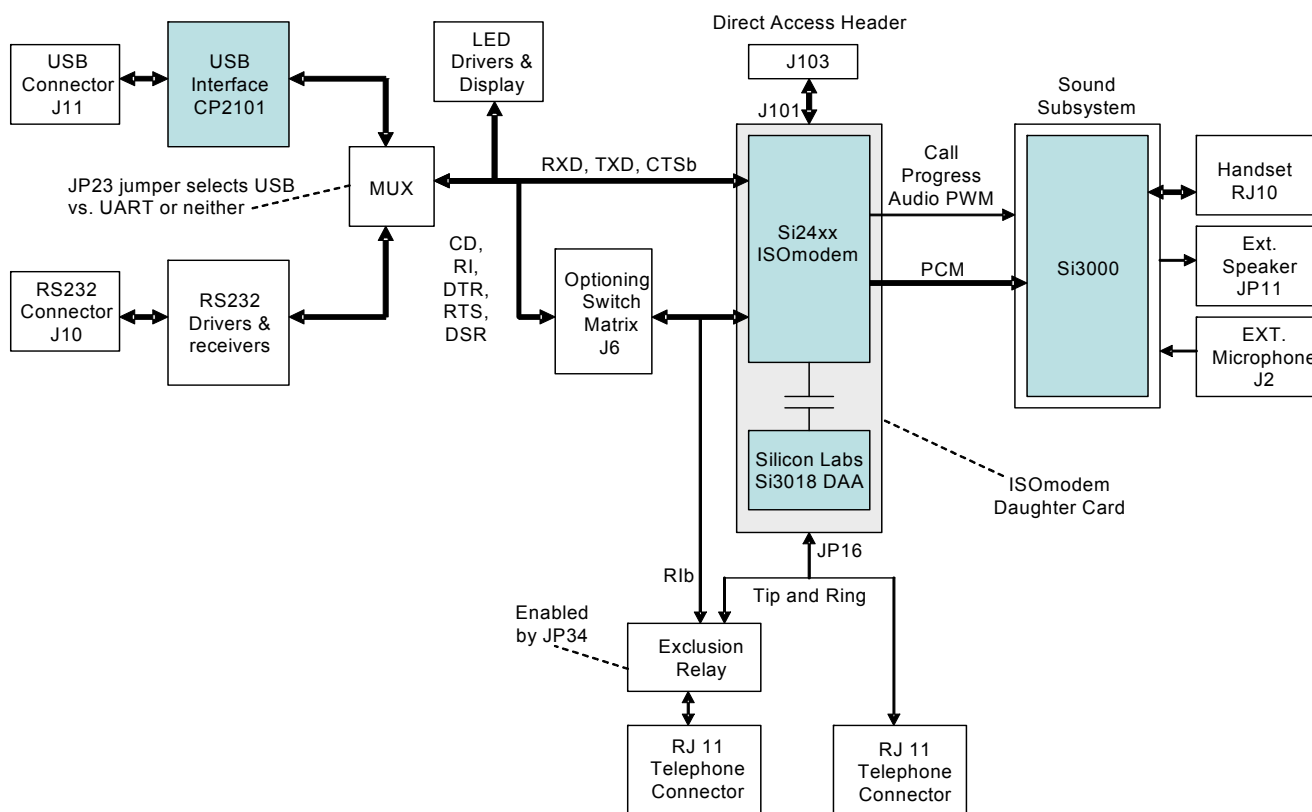 Direct Access Header
USB
Connector
J11
USB
Interface
CP2101
LED
Drivers &
Display
J103
J101
Sound
Subsystem
JP23 jumper selects USB
vs. UART or neither
MUX
RXD, TXD, CTSb
Si24xx
ISOmodem
Call
Progress
Audio PWM
PCM
Si3000
Handset
RJ10
Ext.
Speaker
JP11
EXT.
Microphone
J2
RS232
Connector
J10
RS232
Drivers &
receivers
CD,
RI,
DTR,
RTS,
DSR
Optioning
Switch
Matrix
J6
Silicon Labs
Si3018 DAA
ISOmodem
Daughter Card
JP16
RIb
Tip and Ring
Enabled
by JP34
Exclusion
Relay
RJ 11
Telephone
Connector
RJ 11
Telephone
Connector